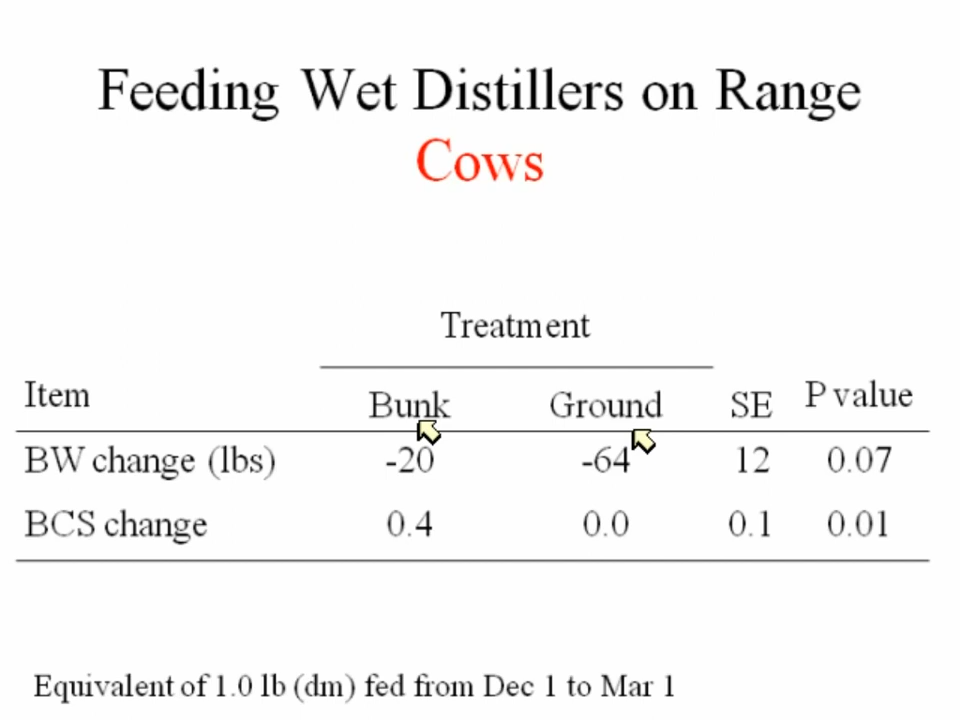 Feeding Wet Distillers on Range
Cows
Treatment
Item Bunk Ground SE P value
BW change (lbs) -20 -64 12 0.07
BCS change 0.4 0.0 0.1 0.01
Equivalent of 1.0 lb (dm) fed from Dec 1 to Mar 1